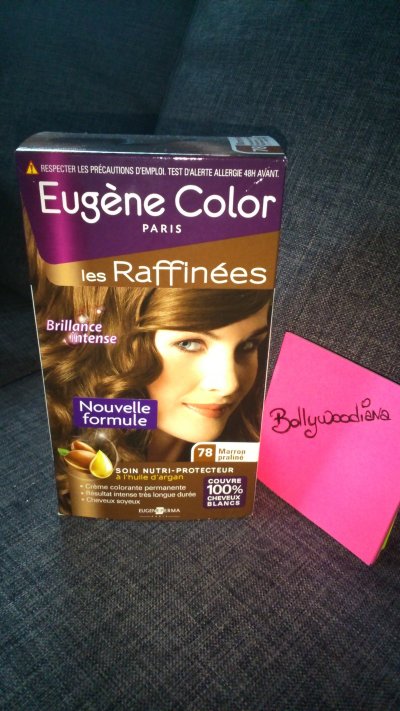 RESPECTER LES PRÉCAUTIONS D'EMPLOI. TEST D'ALERTE ALLERGIE 48H AVANT.
Eugène Color
PARIS
les Raffinées
Brillance
intense
Nouvelle
formule
78 Marron
praliné
SOIN NUTRI-PROTECTEUR
à l'huile d'argan
• Crème colorante permanente
• Résultat intense très longue durée
• Cheveux soyeux
COUVRE
100%
CHEVEUX
BLANCS
EUGENE PERMA
Bollywoodiana